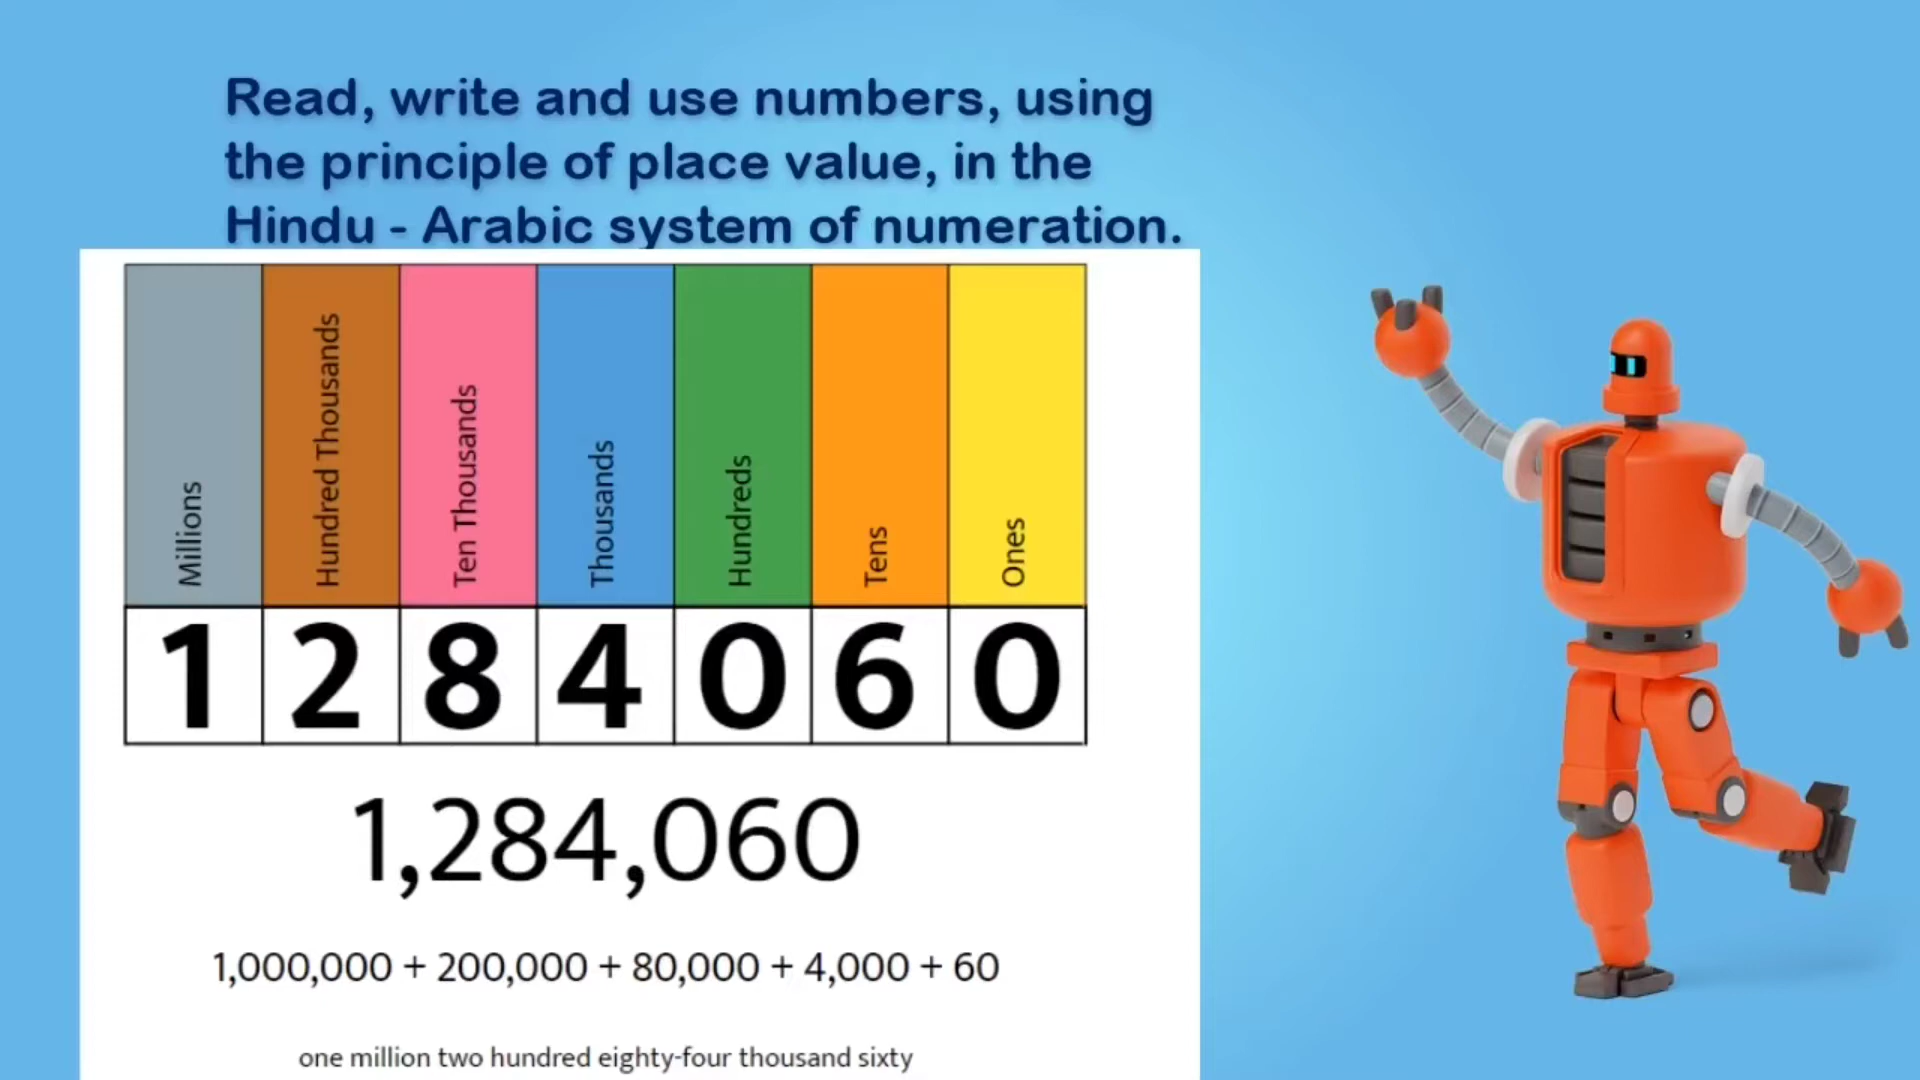 Read, write and use numbers, using
the principle of place value, in the
Hindu - Arabic system of numeration.
Millions
Hundred Thousands
Ten Thousands
Thousands
Hundreds
Tens
Ones
1 2 8 4 0 6 0
1,284,060
1,000,000 + 200,000 + 80,000 + 4,000 + 60
one million two hundred eighty-four thousand sixty